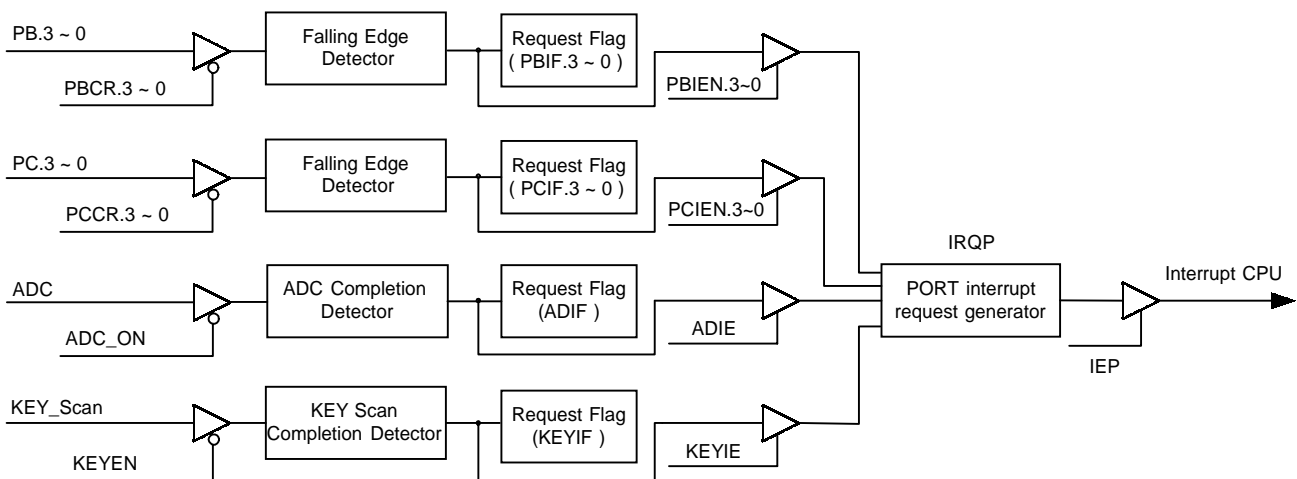 PB.3 ~ 0
PBCR.3 ~ 0
Falling Edge
Detector
Request Flag
( PBIF.3 ~ 0 )
PBIEN.3~0
PC.3 ~ 0
PCCR.3 ~ 0
Falling Edge
Detector
Request Flag
( PCIF.3 ~ 0)
PCIEN.3~0
ADC
ADC_ON
ADC Completion
Detector
Request Flag
(ADIF )
ADIE
KEY_Scan
KEYEN
KEY Scan
Completion Detector
Request Flag
(KEYIF )
KEYIE
IRQP
PORT interrupt
request generator
IEP
Interrupt CPU